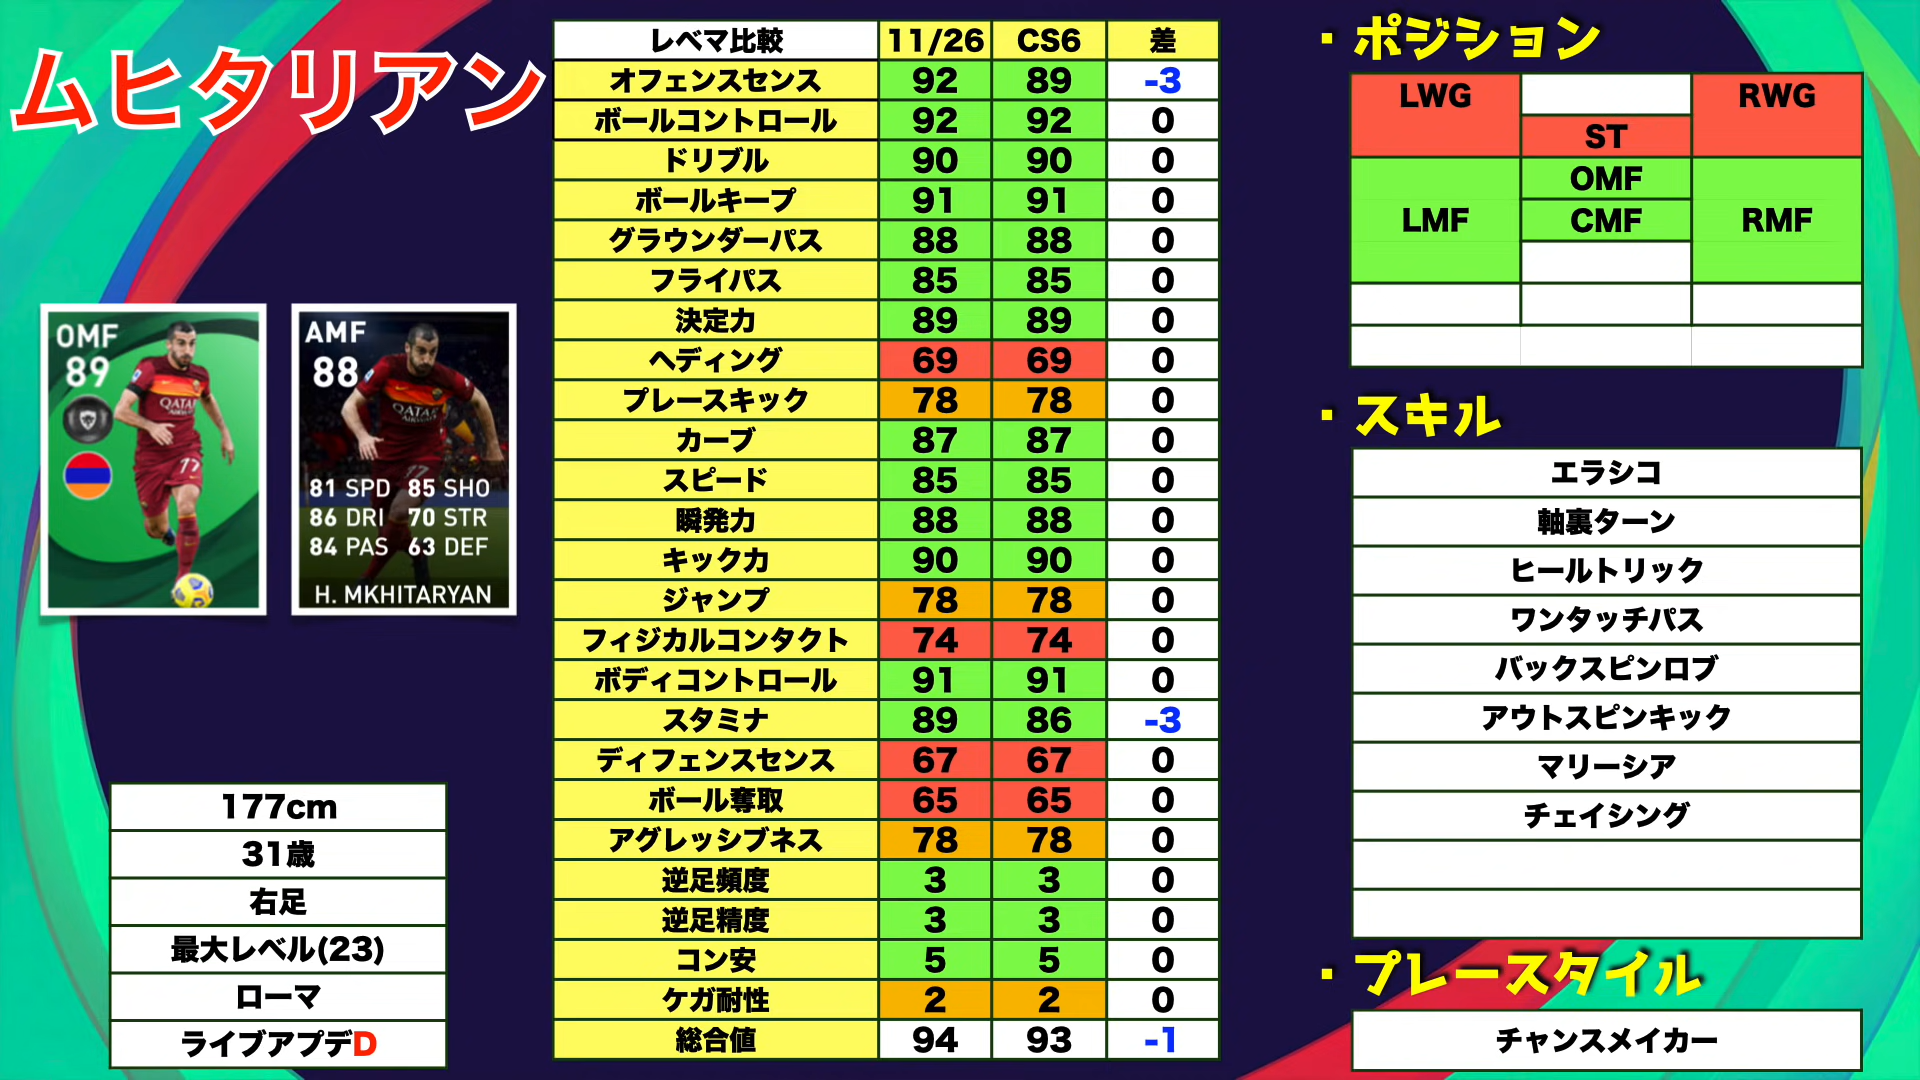 ムヒタリアン
OMF
89
QATAR
AIRWAYS
17
AMF
88
QATAR
AIRWAYS
17
81 SPD 85 SHO
86 DRI 70 STR
84 PAS 63 DEF
H. MKHITARYAN
177cm
31歳
右足
最大レベル(23)
ローマ
ライブアプデD
レベマ比較 11/26 CS6 差
オフェンスセンス 92 89 -3
ボールコントロール 92 92 0
ドリブル 90 90 0
ボールキープ 91 91 0
グラウンダーパス 88 88 0
フライパス 85 85 0
決定力 89 89 0
ヘディング 69 69 0
プレースキック 78 78 0
カーブ 87 87 0
スピード 85 85 0
瞬発力 88 88 0
キック力 90 90 0
ジャンプ 78 78 0
フィジカルコンタクト 74 74 0
ボディコントロール 91 91 0
スタミナ 89 86 -3
ディフェンスセンス 67 67 0
ボール奪取 65 65 0
アグレッシブネス 78 78 0
逆足頻度 3 3 0
逆足精度 3 3 0
コン安 5 5 0
ケガ耐性 2 2 0
総合値 94 93 -1
・ポジション
LWG RWG
ST
OMF
LMF CMF RMF
・スキル
エラシコ
軸裏ターン
ヒールトリック
ワンタッチパス
バックスピンロブ
アウトスピンキック
マリーシア
チェイシング
・プレースタイル
チャンスメイカー